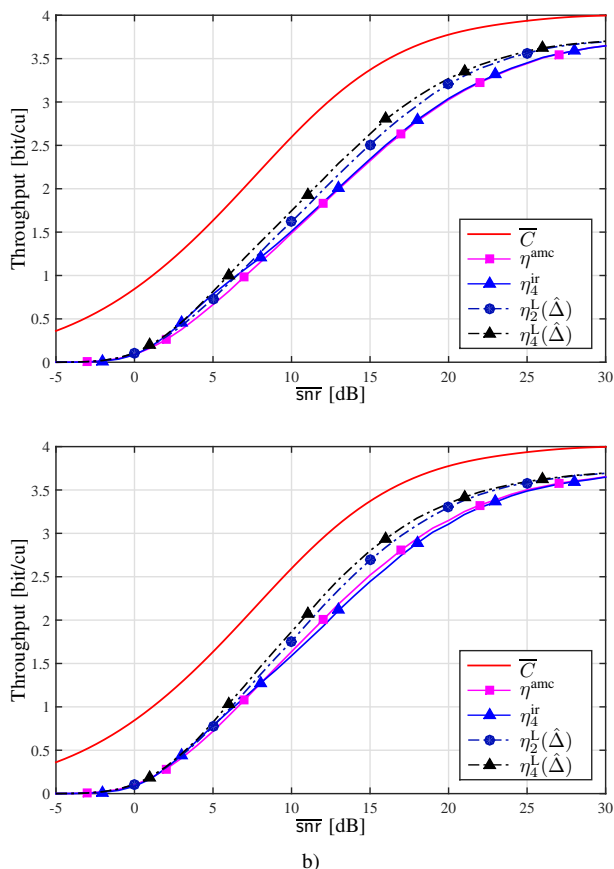 4
3.5
3
2.5
2
1.5
1
0.5
0
Throughput [bit/cu]
-5 0 5 10 15 20 25 30
s̅n̅r̅ [dB]
C̅
η^amc
η_4^ir
η_2^L(Δ̂)
η_4^L(Δ̂)
4
3.5
3
2.5
2
1.5
1
0.5
0
Throughput [bit/cu]
-5 0 5 10 15 20 25 30
s̅n̅r̅ [dB]
C̅
η^amc
η_4^ir
η_2^L(Δ̂)
η_4^L(Δ̂)
b)